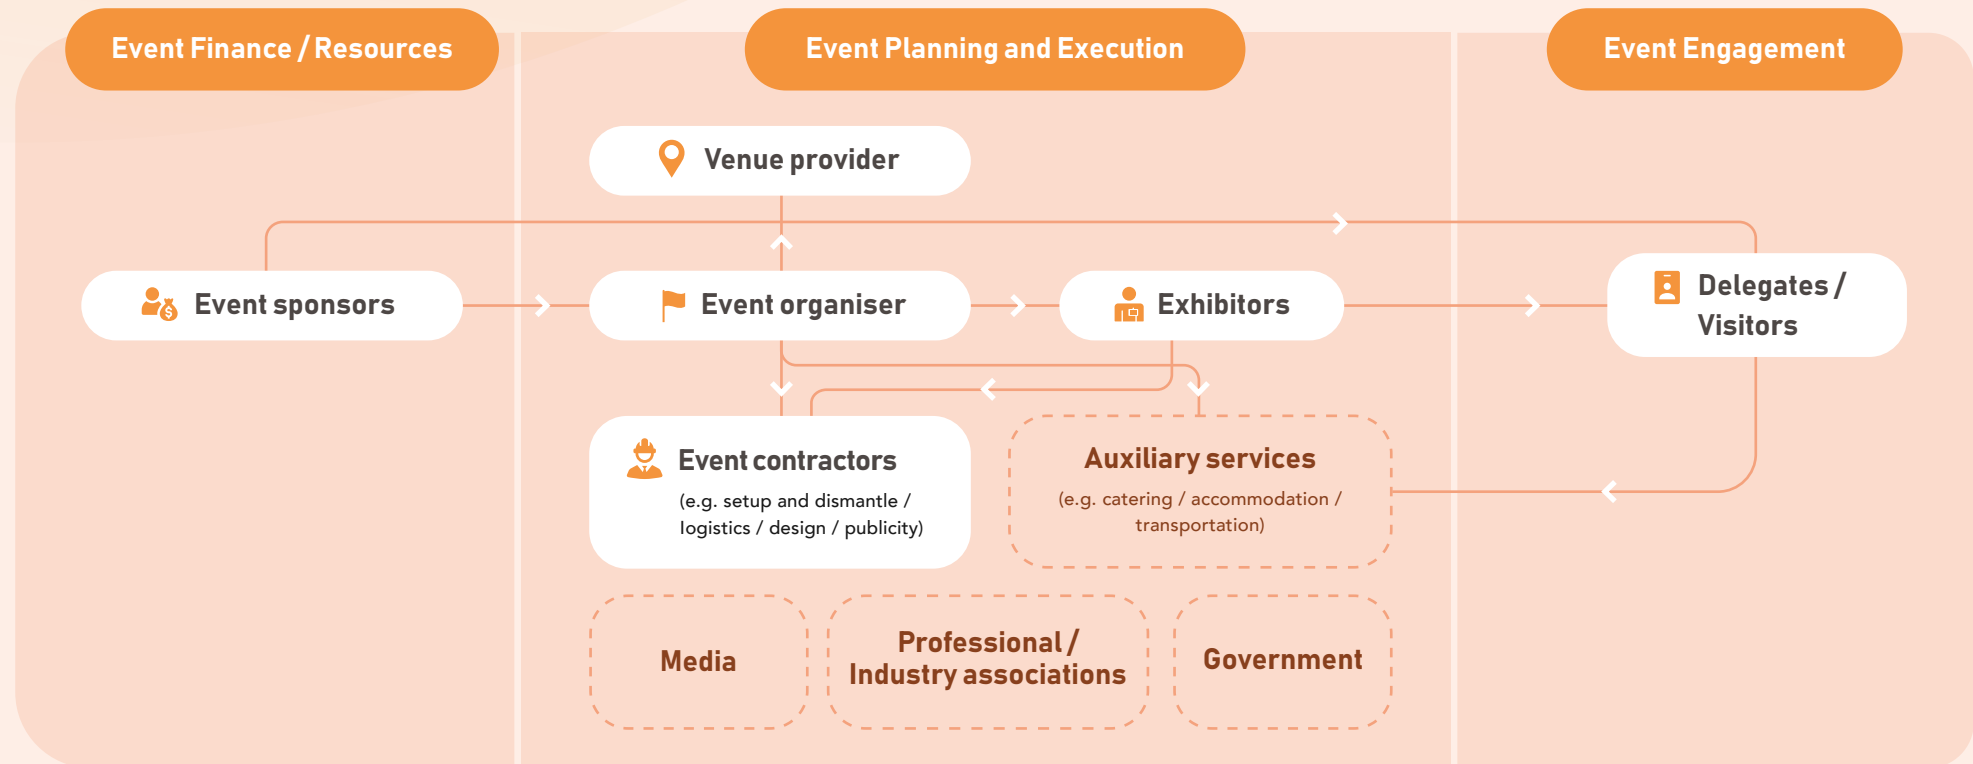 Event Finance / Resources
Event Planning and Execution
Event Engagement
Venue provider
Event sponsors
Event organiser
Exhibitors
Delegates /
Visitors
Event contractors
(e.g. setup and dismantle /
logistics / design / publicity)
Auxiliary services
(e.g. catering / accommodation /
transportation)
Media
Professional /
Industry associations
Government